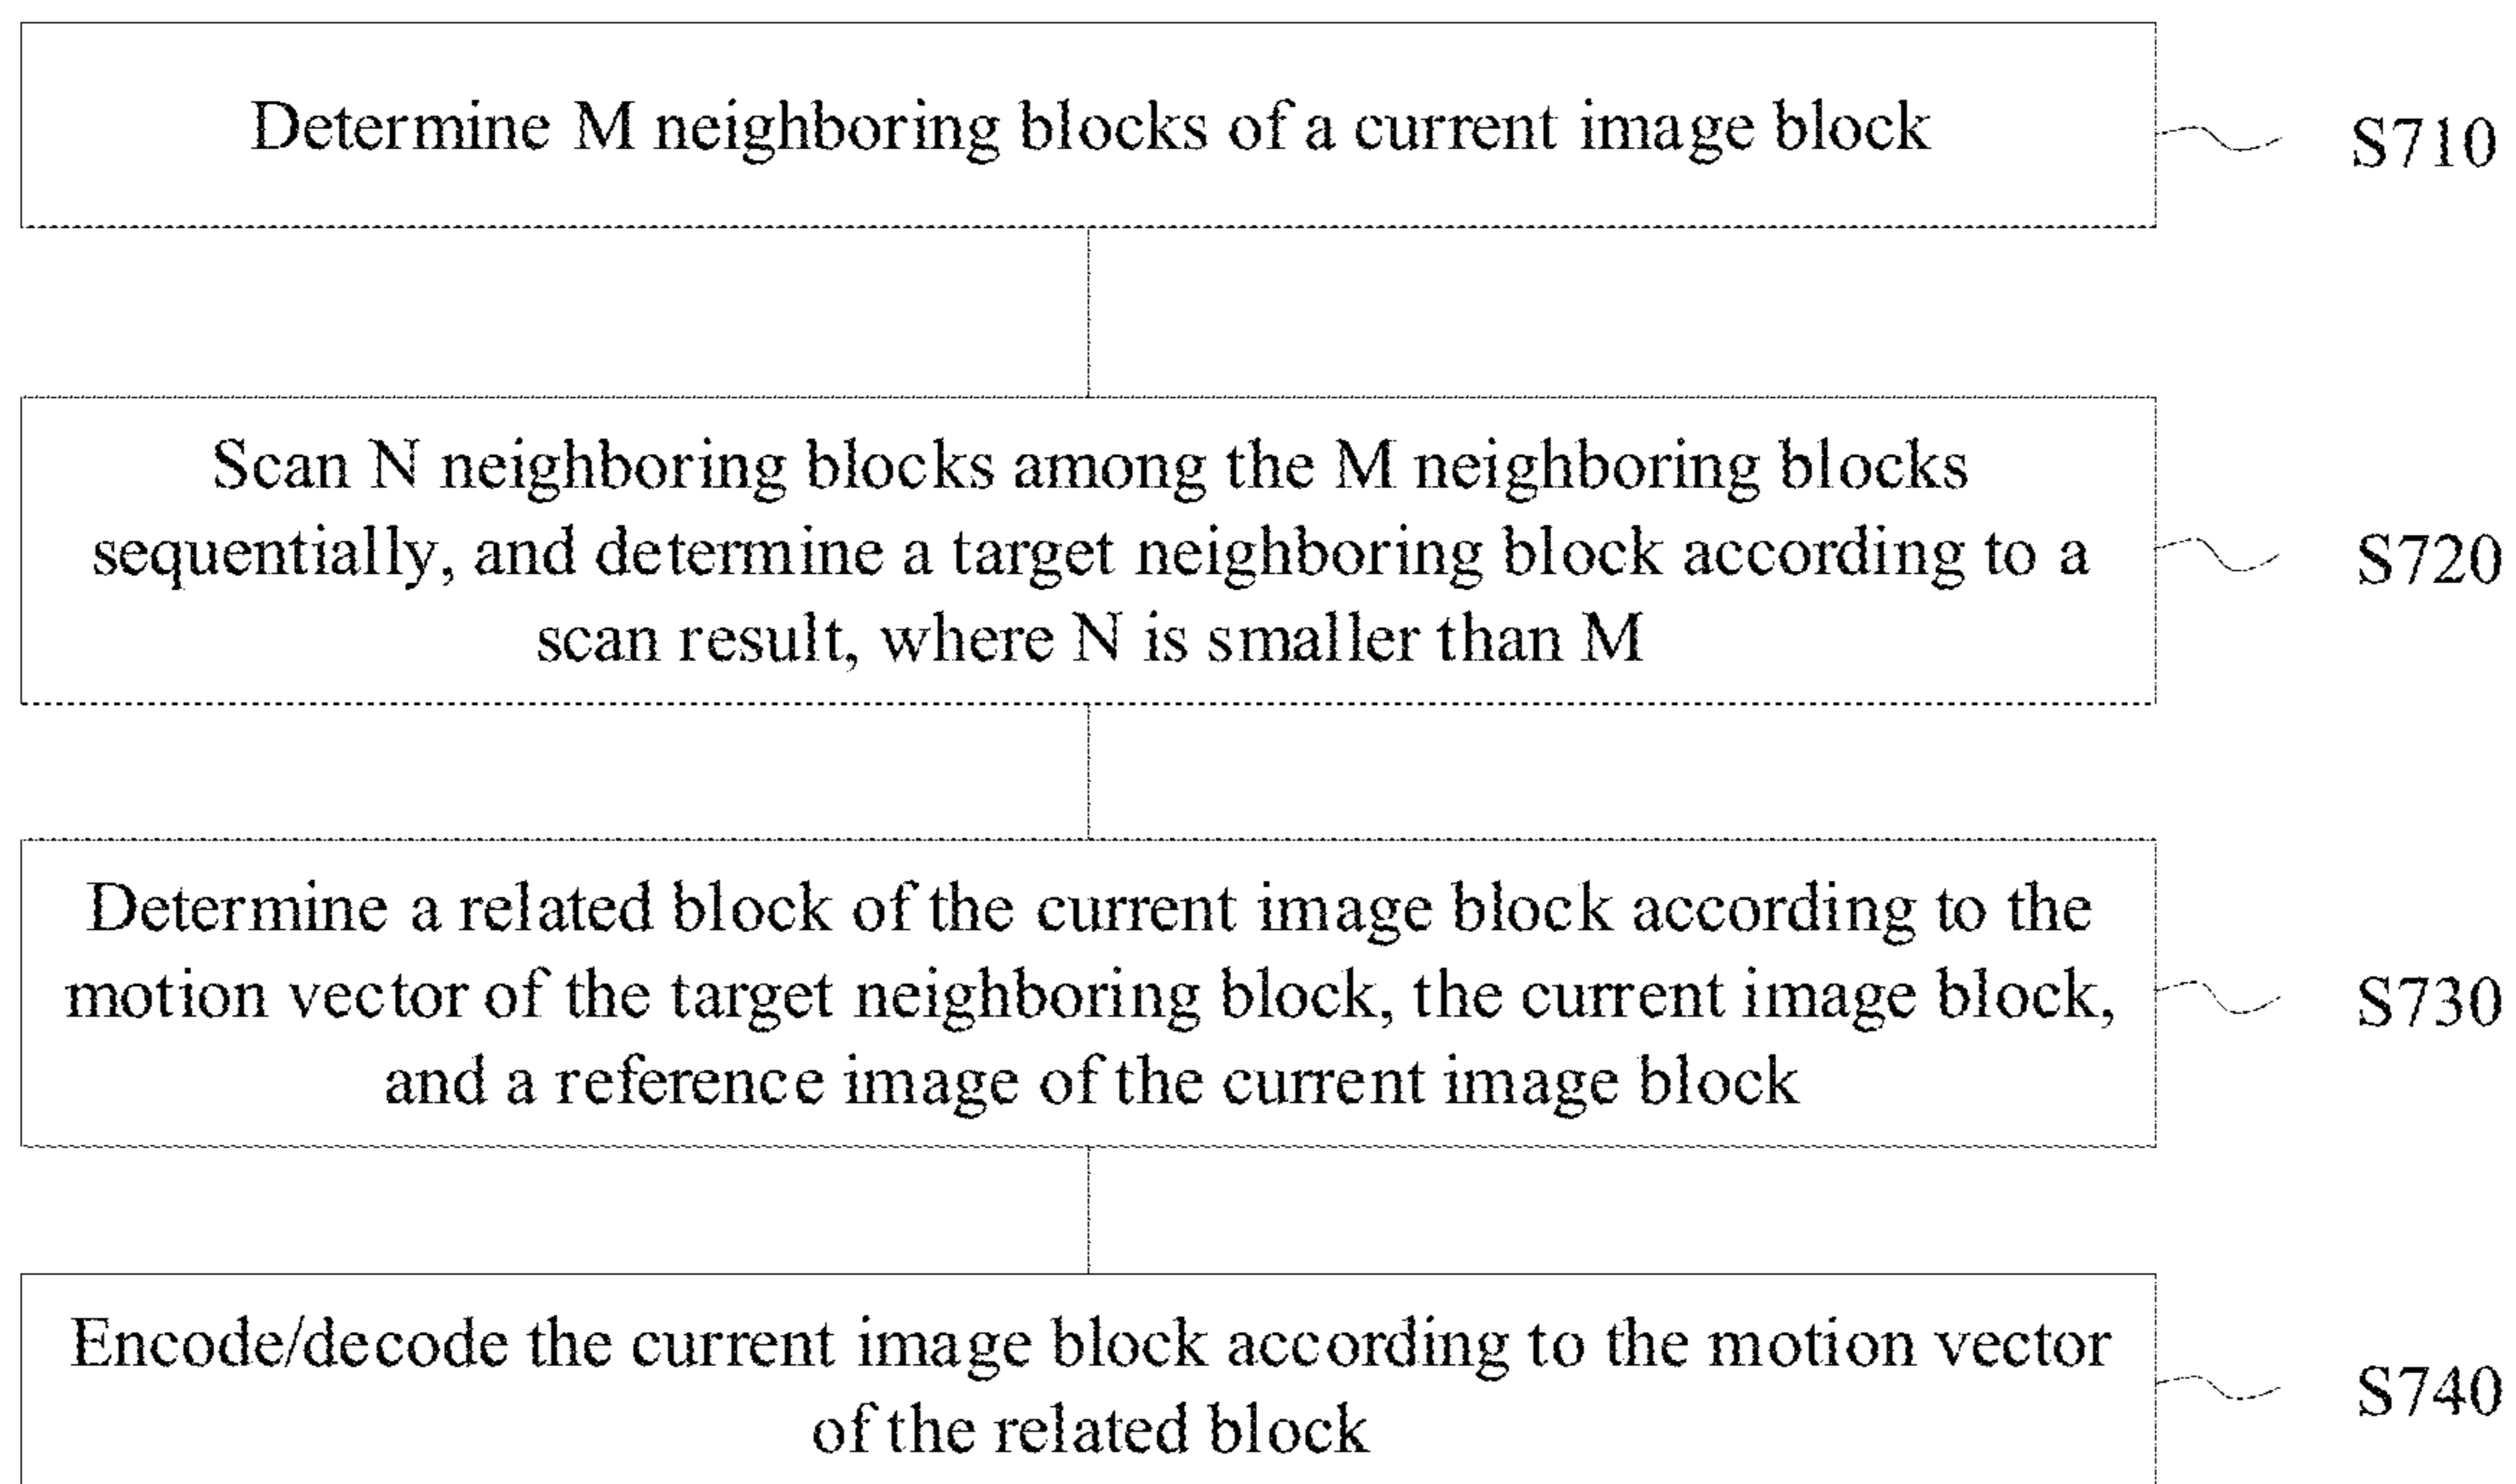 Determine M neighboring blocks of a current image block
S710
Scan N neighboring blocks among the M neighboring blocks
sequentially, and determine a target neighboring block according to a
scan result, where N is smaller than M
S720
Determine a related block of the current image block according to the
motion vector of the target neighboring block, the current image block,
and a reference image of the current image block
S730
Encode/decode the current image block according to the motion vector
of the related block
S740